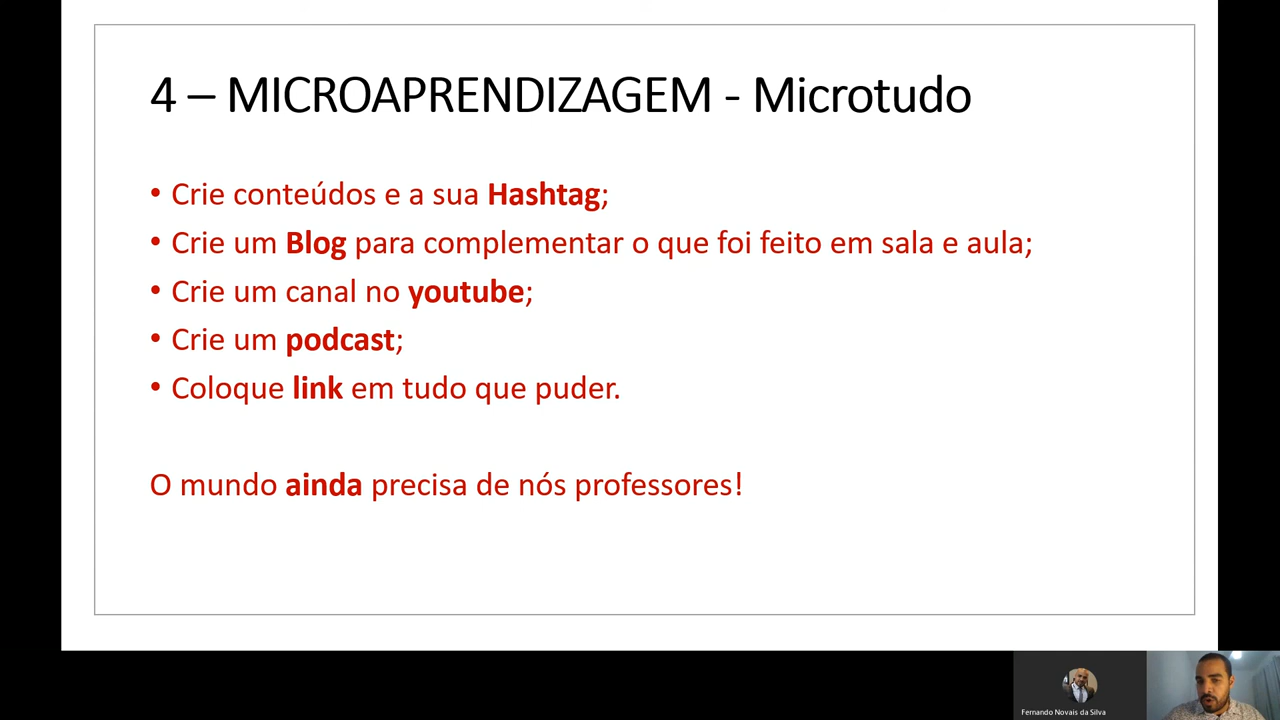 4 – MICROAPRENDIZAGEM - Microtudo
• Crie conteúdos e a sua Hashtag;
• Crie um Blog para complementar o que foi feito em sala e aula;
• Crie um canal no youtube;
• Crie um podcast;
• Coloque link em tudo que puder.
O mundo ainda precisa de nós professores!
Fernando Novais da Silva